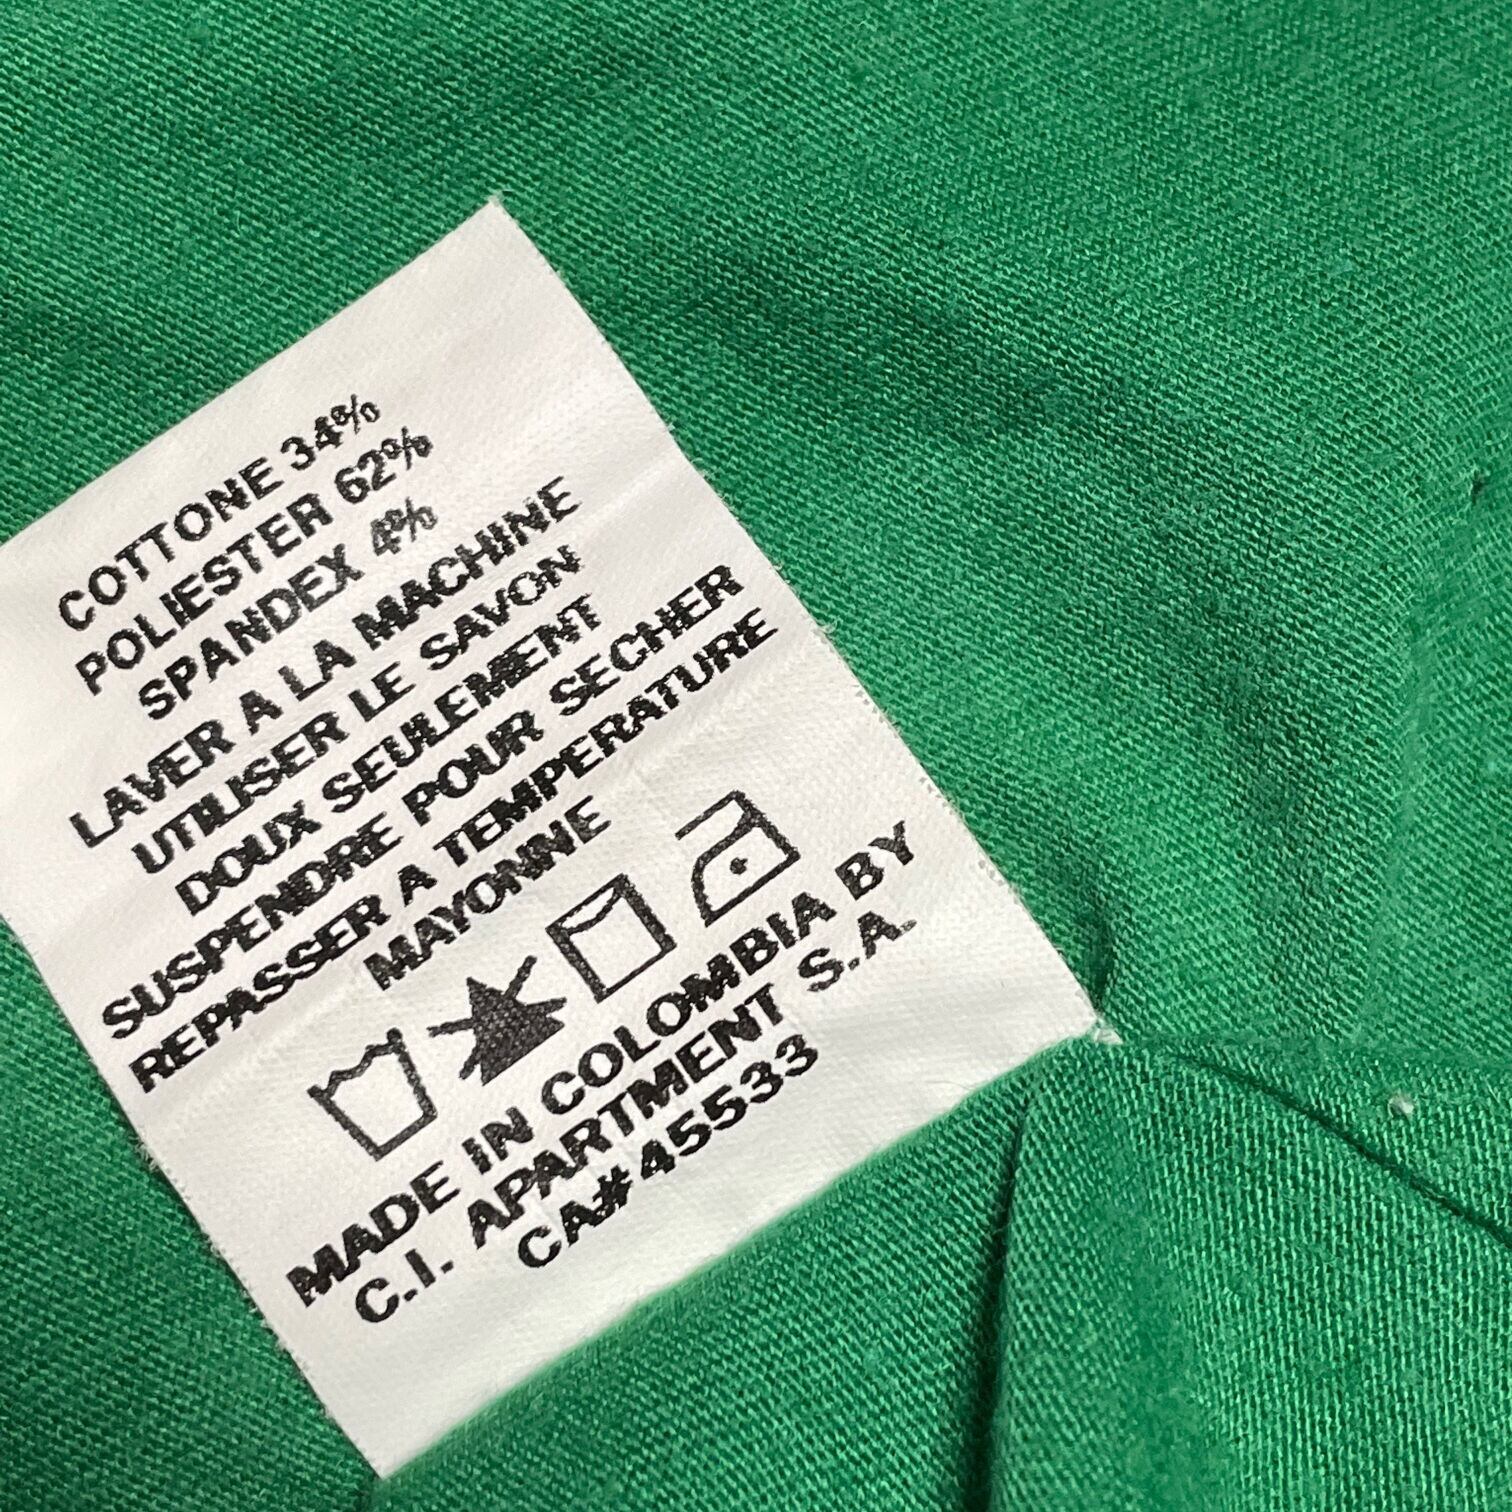 COTTONE 34%
POLIESTER 62%
SPANDEX 4%
LAVER A LA MACHINE
UTILISER LE SAVON
DOUX SEULEMENT
SUSPENDRE POUR SECHER
REPASSER A TEMPERATURE
MAYONNE
MADE IN COLOMBIA BY
C.I. APARTMENT S.A.
CA#45533